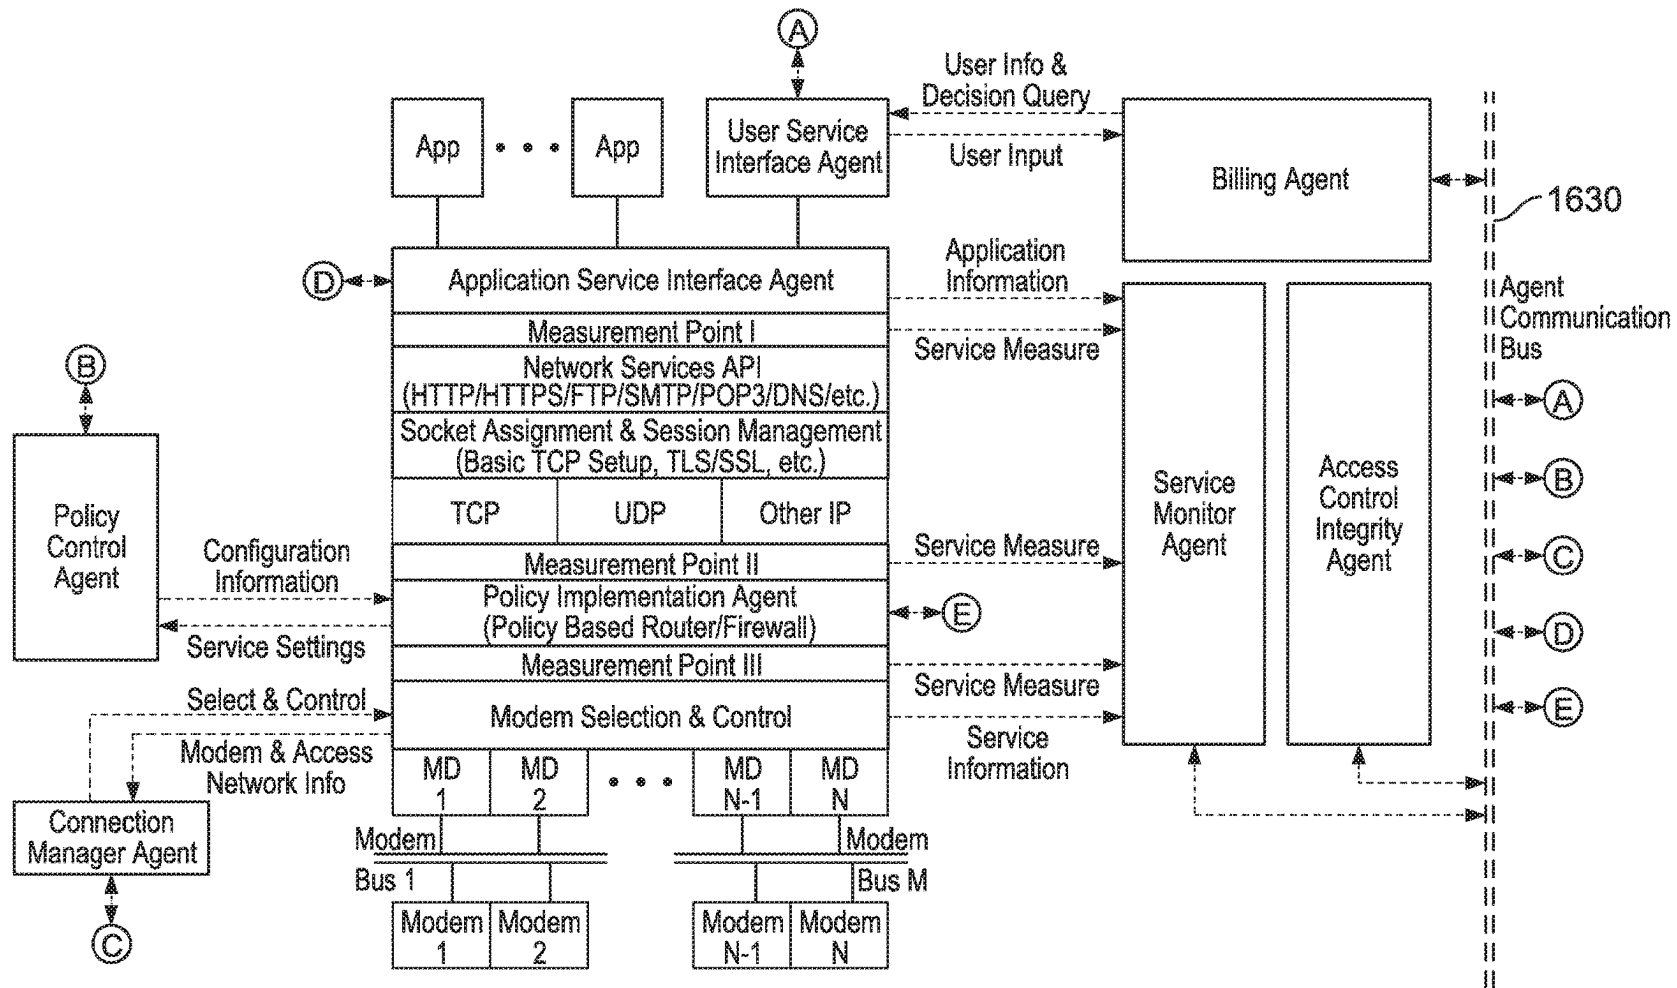 A
User Info &
Decision Query
App
• • •
App
User Service
Interface Agent
User Input
Billing Agent
1630
D
Application Service Interface Agent
Application
Information
Agent
Communication
Bus
Measurement Point I
Service Measure
B
Network Services API
(HTTP/HTTPS/FTP/SMTP/POP3/DNS/etc.)
A
Socket Assignment & Session Management
(Basic TCP Setup, TLS/SSL, etc.)
B
Policy
Control
Agent
TCP
UDP
Other IP
Service
Monitor
Agent
Access
Control
Integrity
Agent
Configuration
Information
Measurement Point II
Service Measure
C
Policy Implementation Agent
(Policy Based Router/Firewall)
E
D
Service Settings
Measurement Point III
Service Measure
Select & Control
Modem Selection & Control
E
Service
Information
Modem & Access
Network Info
MD
1
MD
2
• • •
MD
N-1
MD
N
Connection
Manager Agent
Modem
Bus 1
Modem
Bus M
C
Modem
1
Modem
2
Modem
N-1
Modem
N